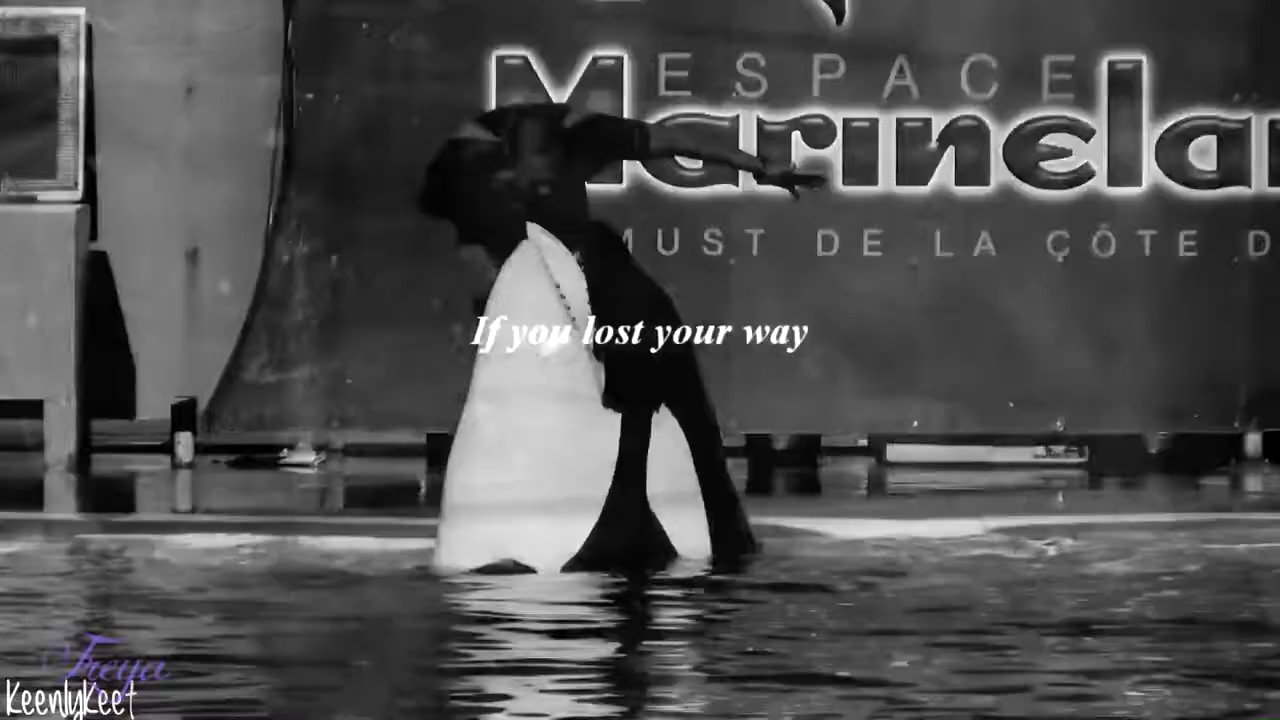 ESPACE
Marinela
MUST DE LA CÔTE D
If you lost your way
Freya
KeenlyKeet